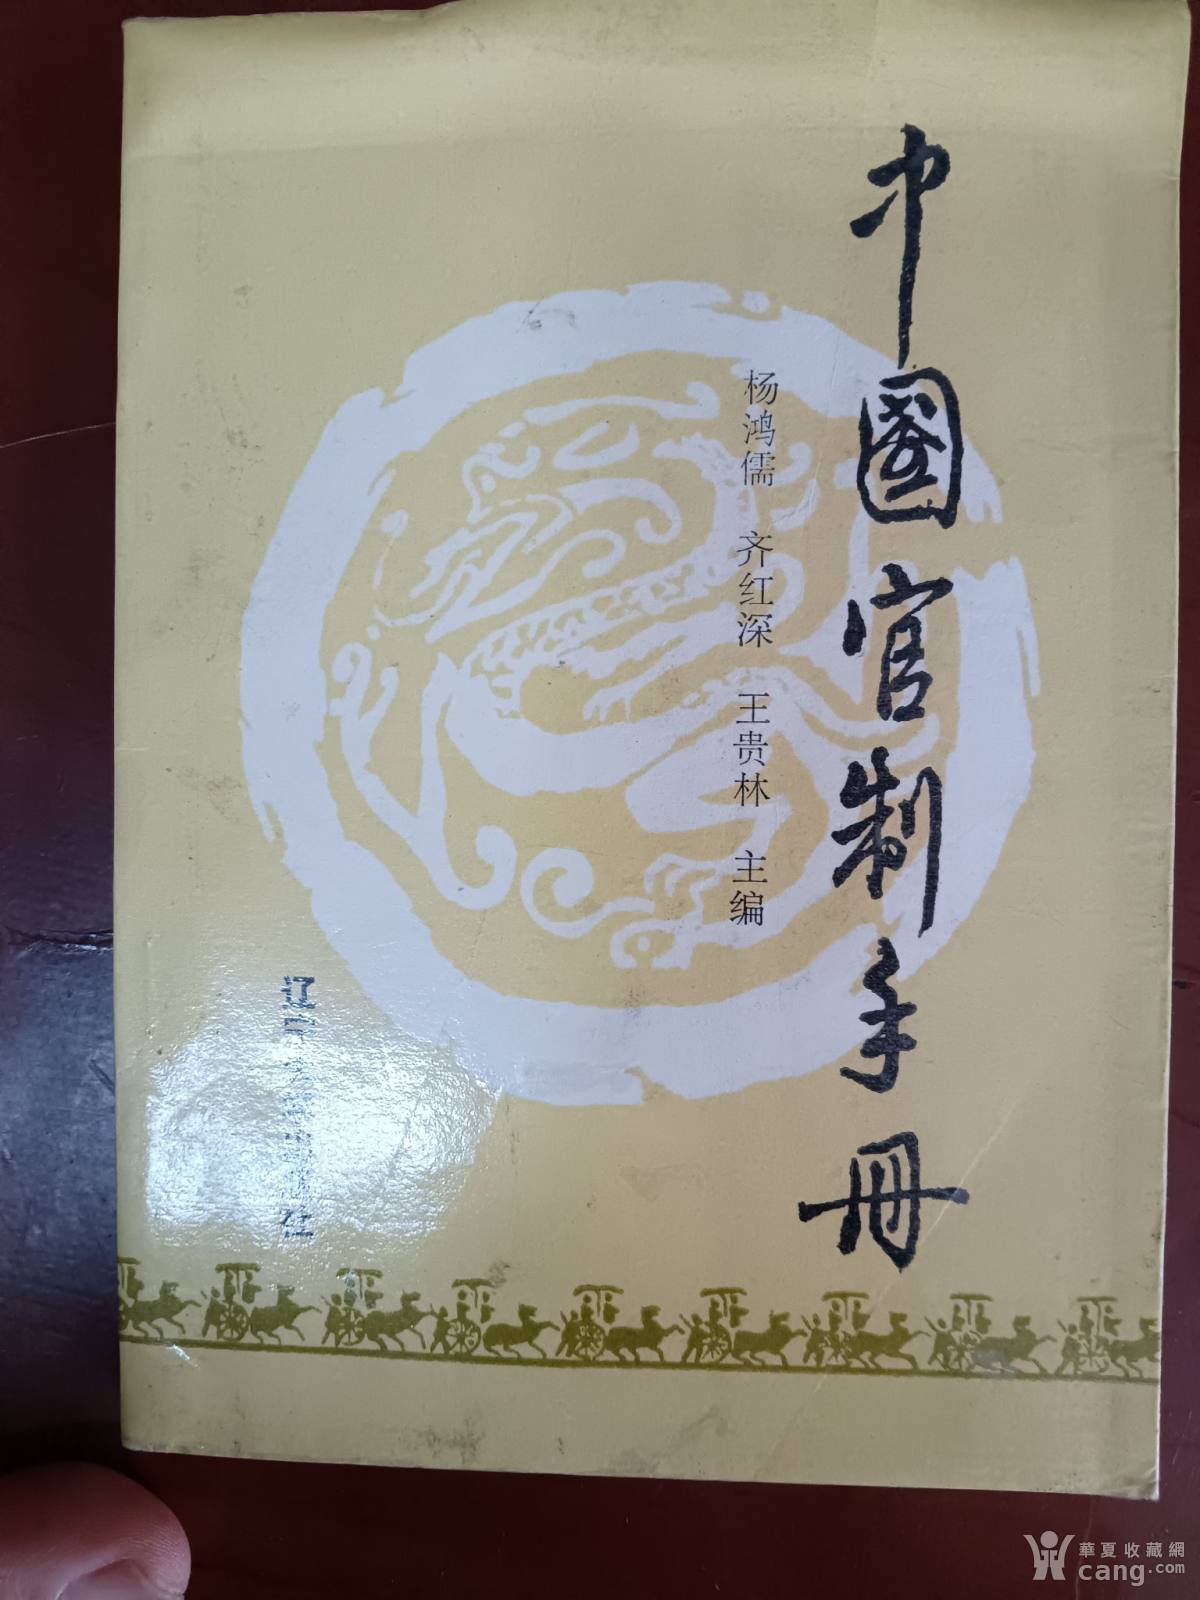 中國官制手冊
杨鸿儒 齐红深 王贵林 主编
華夏收藏網
cang.com